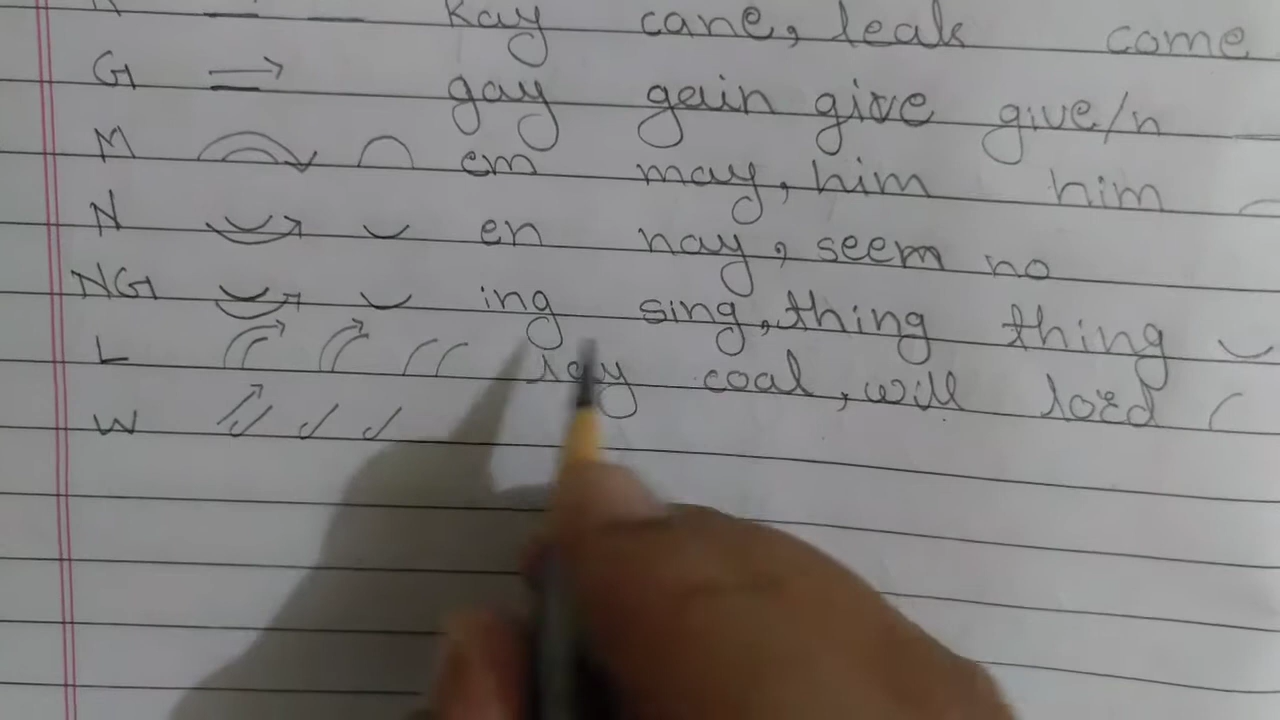 Kay cane, leak come
G gay gain give give/n
M em may, him him
N en nay, seem no
NG ing sing, thing thing
L lay coal, will lord
W